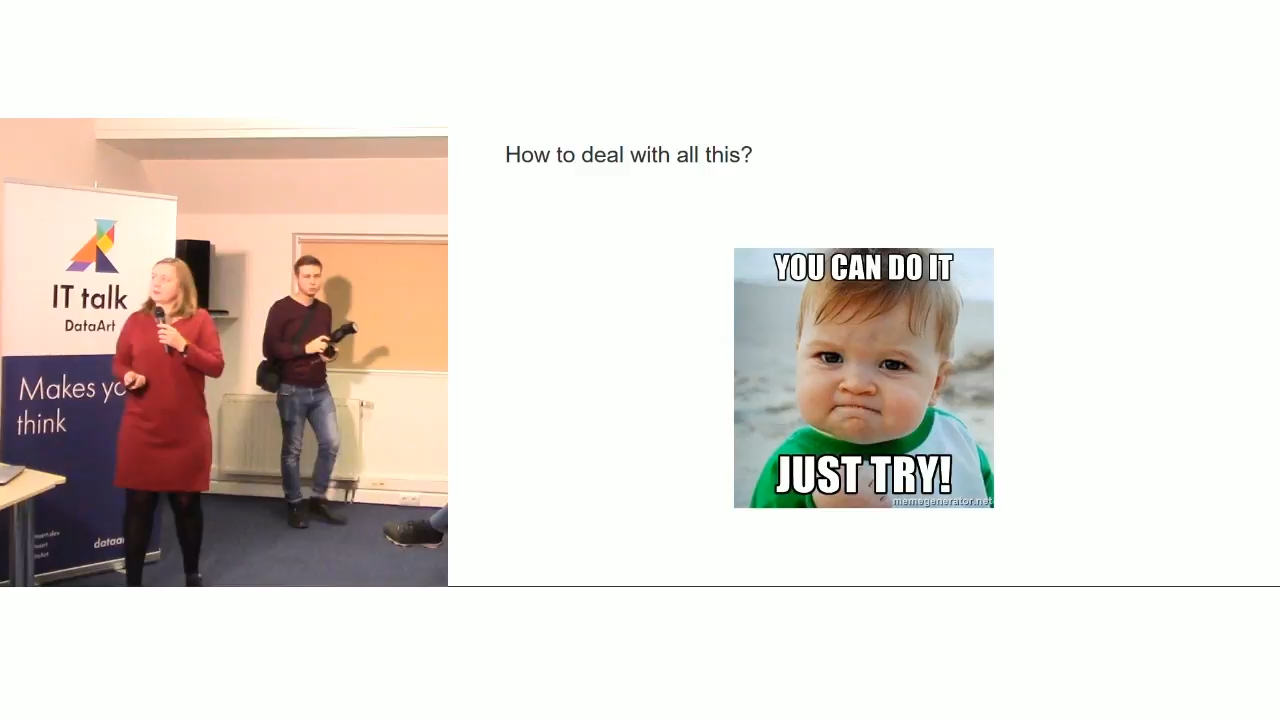 IT talk
DataArt
Makes yo
think
dataar
How to deal with all this?
YOU CAN DO IT
JUST TRY!
memegenerator.net